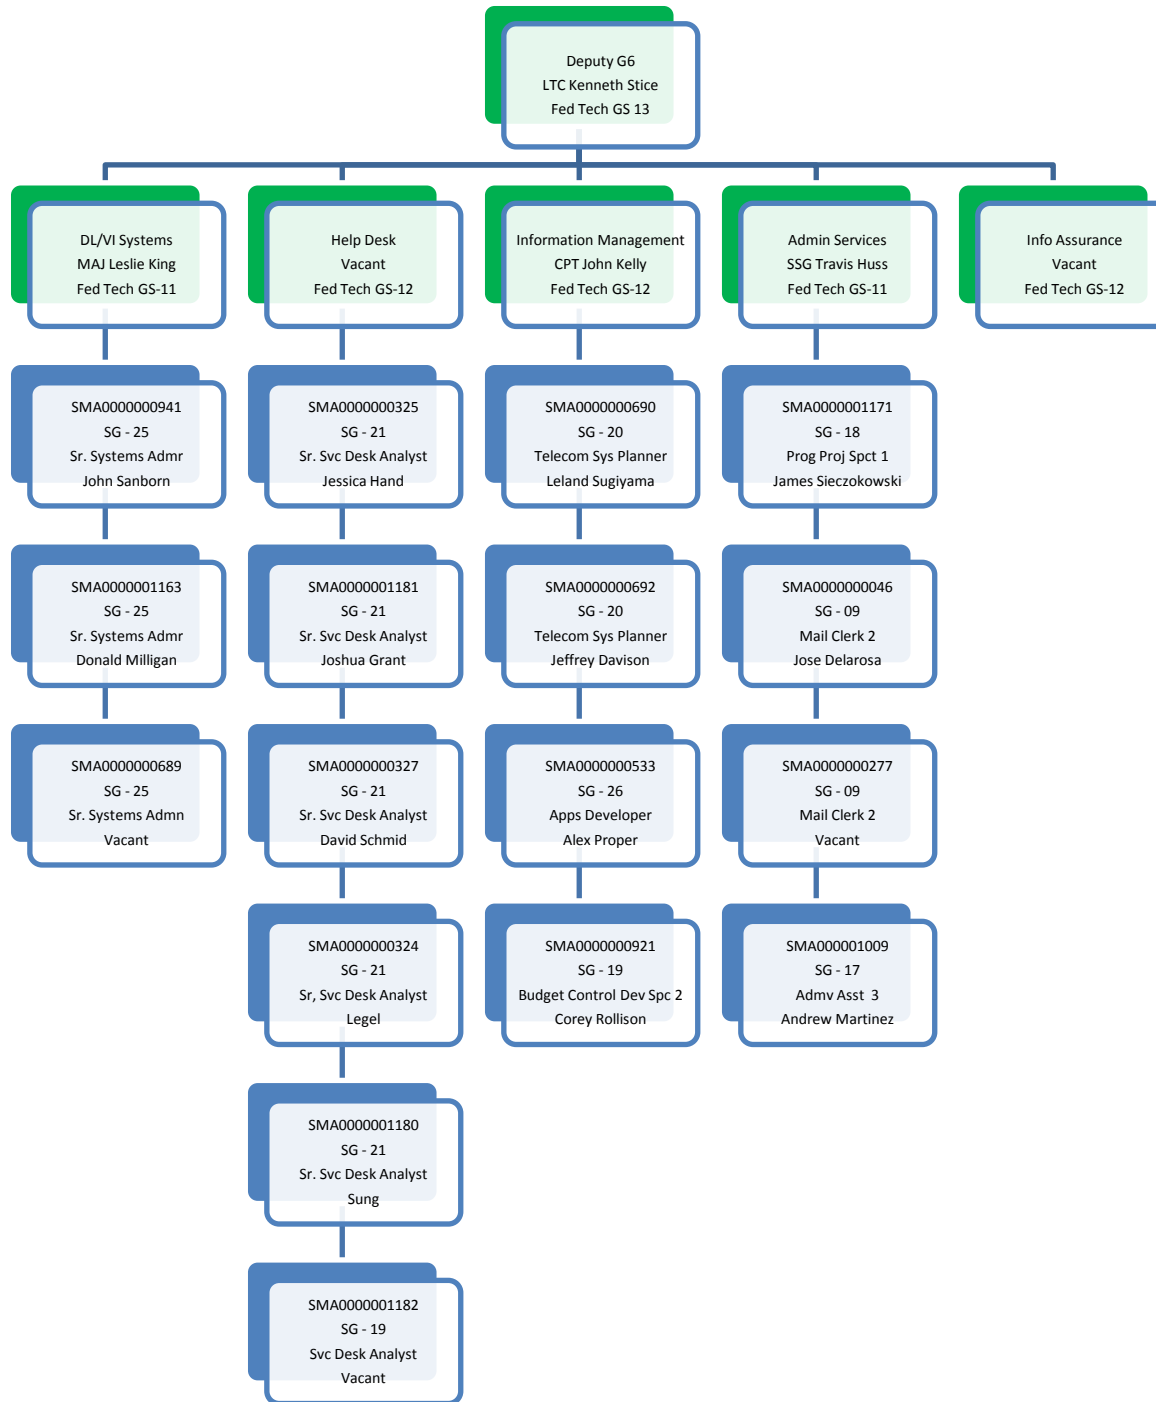 Deputy G6
LTC Kenneth Stice
Fed Tech GS 13
DL/VI Systems
MAJ Leslie King
Fed Tech GS-11
Help Desk
Vacant
Fed Tech GS-12
Information Management
CPT John Kelly
Fed Tech GS-12
Admin Services
SSG Travis Huss
Fed Tech GS-11
Info Assurance
Vacant
Fed Tech GS-12
SMA0000000941
SG - 25
Sr. Systems Admr
John Sanborn
SMA0000001163
SG - 25
Sr. Systems Admr
Donald Milligan
SMA0000000689
SG - 25
Sr. Systems Admn
Vacant
SMA0000000325
SG - 21
Sr. Svc Desk Analyst
Jessica Hand
SMA0000001181
SG - 21
Sr. Svc Desk Analyst
Joshua Grant
SMA0000000327
SG - 21
Sr. Svc Desk Analyst
David Schmid
SMA0000000324
SG - 21
Sr, Svc Desk Analyst
Legel
SMA0000001180
SG - 21
Sr. Svc Desk Analyst
Sung
SMA0000001182
SG - 19
Svc Desk Analyst
Vacant
SMA0000000690
SG - 20
Telecom Sys Planner
Leland Sugiyama
SMA0000000692
SG - 20
Telecom Sys Planner
Jeffrey Davison
SMA0000000533
SG - 26
Apps Developer
Alex Proper
SMA0000000921
SG - 19
Budget Control Dev Spc 2
Corey Rollison
SMA0000001171
SG - 18
Prog Proj Spct 1
James Sieczokowski
SMA0000000046
SG - 09
Mail Clerk 2
Jose Delarosa
SMA0000000277
SG - 09
Mail Clerk 2
Vacant
SMA000001009
SG - 17
Admv Asst  3
Andrew Martinez